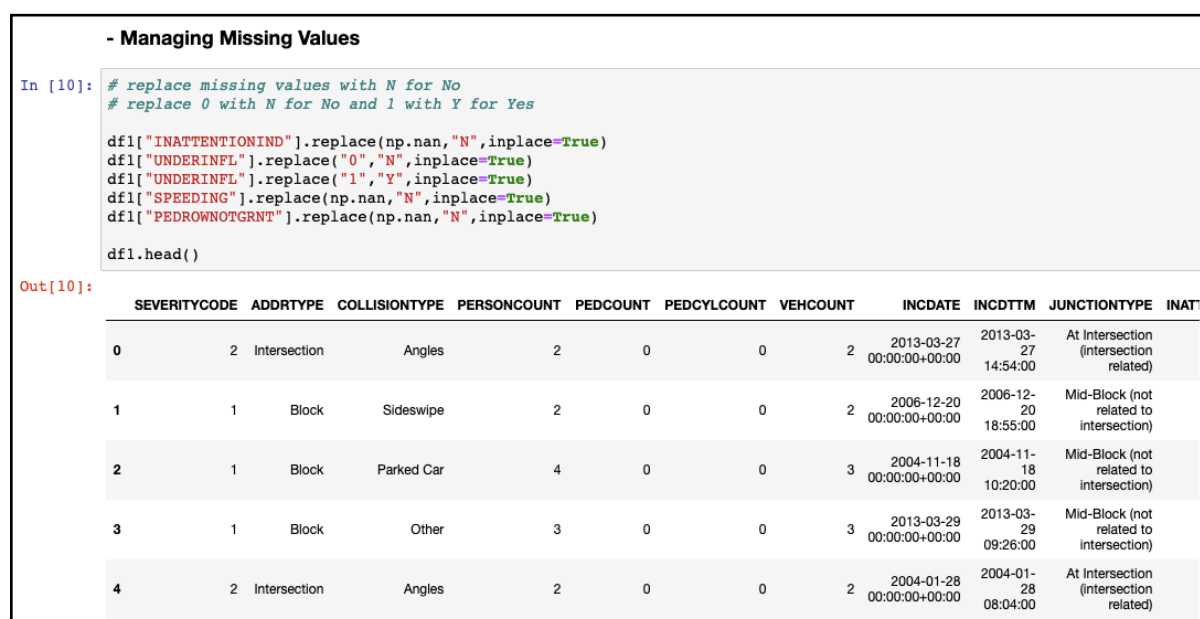 - Managing Missing Values
In [10]: # replace missing values with N for No
# replace 0 with N for No and 1 with Y for Yes
df1["INATTENTIONIND"].replace(np.nan,"N",inplace=True)
df1["UNDERINFL"].replace("0","N",inplace=True)
df1["UNDERINFL"].replace("1","Y",inplace=True)
df1["SPEEDING"].replace(np.nan,"N",inplace=True)
df1["PEDROWNOTGRNT"].replace(np.nan,"N",inplace=True)
df1.head()
Out[10]:
SEVERITYCODE ADDRTYPE COLLISIONTYPE PERSONCOUNT PEDCOUNT PEDCYLCOUNT VEHCOUNT INCDATE INCDTTM JUNCTIONTYPE INAT
2013-03- At Intersection
0 2 Intersection Angles 2 0 0 2 2013-03-27 00:00:00+00:00 27 (intersection
14:54:00 related)
2006-12- Mid-Block (not
1 1 Block Sideswipe 2 0 0 2 2006-12-20 00:00:00+00:00 20 related to
18:55:00 intersection)
2004-11- Mid-Block (not
2 1 Block Parked Car 4 0 0 3 2004-11-18 00:00:00+00:00 18 related to
10:20:00 intersection)
2013-03- Mid-Block (not
3 1 Block Other 3 0 0 3 2013-03-29 00:00:00+00:00 29 related to
09:26:00 intersection)
2004-01- At Intersection
4 2 Intersection Angles 2 0 0 2 2004-01-28 00:00:00+00:00 28 (intersection
08:04:00 related)